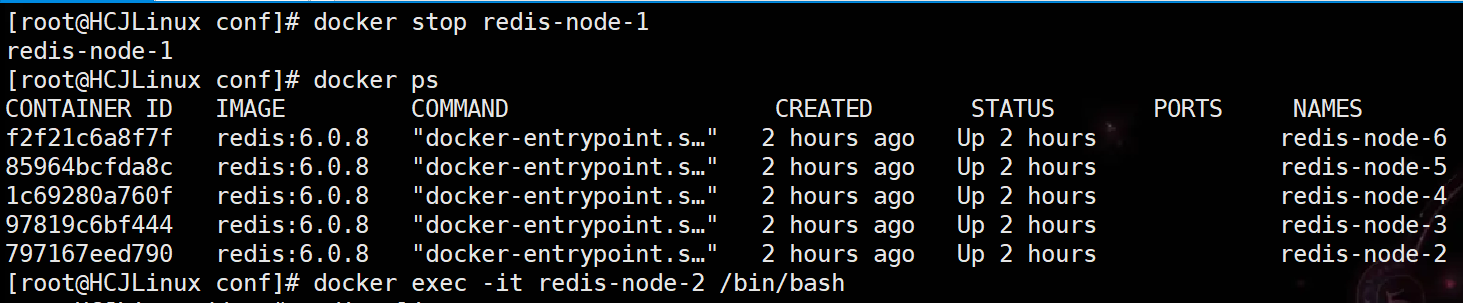 [root@HCJLinux conf]# docker stop redis-node-1
redis-node-1
[root@HCJLinux conf]# docker ps
CONTAINER ID   IMAGE         COMMAND                  CREATED       STATUS       PORTS     NAMES
f2f21c6a8f7f   redis:6.0.8   "docker-entrypoint.s…"   2 hours ago   Up 2 hours             redis-node-6
85964bcfda8c   redis:6.0.8   "docker-entrypoint.s…"   2 hours ago   Up 2 hours             redis-node-5
1c69280a760f   redis:6.0.8   "docker-entrypoint.s…"   2 hours ago   Up 2 hours             redis-node-4
97819c6bf444   redis:6.0.8   "docker-entrypoint.s…"   2 hours ago   Up 2 hours             redis-node-3
797167eed790   redis:6.0.8   "docker-entrypoint.s…"   2 hours ago   Up 2 hours             redis-node-2
[root@HCJLinux conf]# docker exec -it redis-node-2 /bin/bash